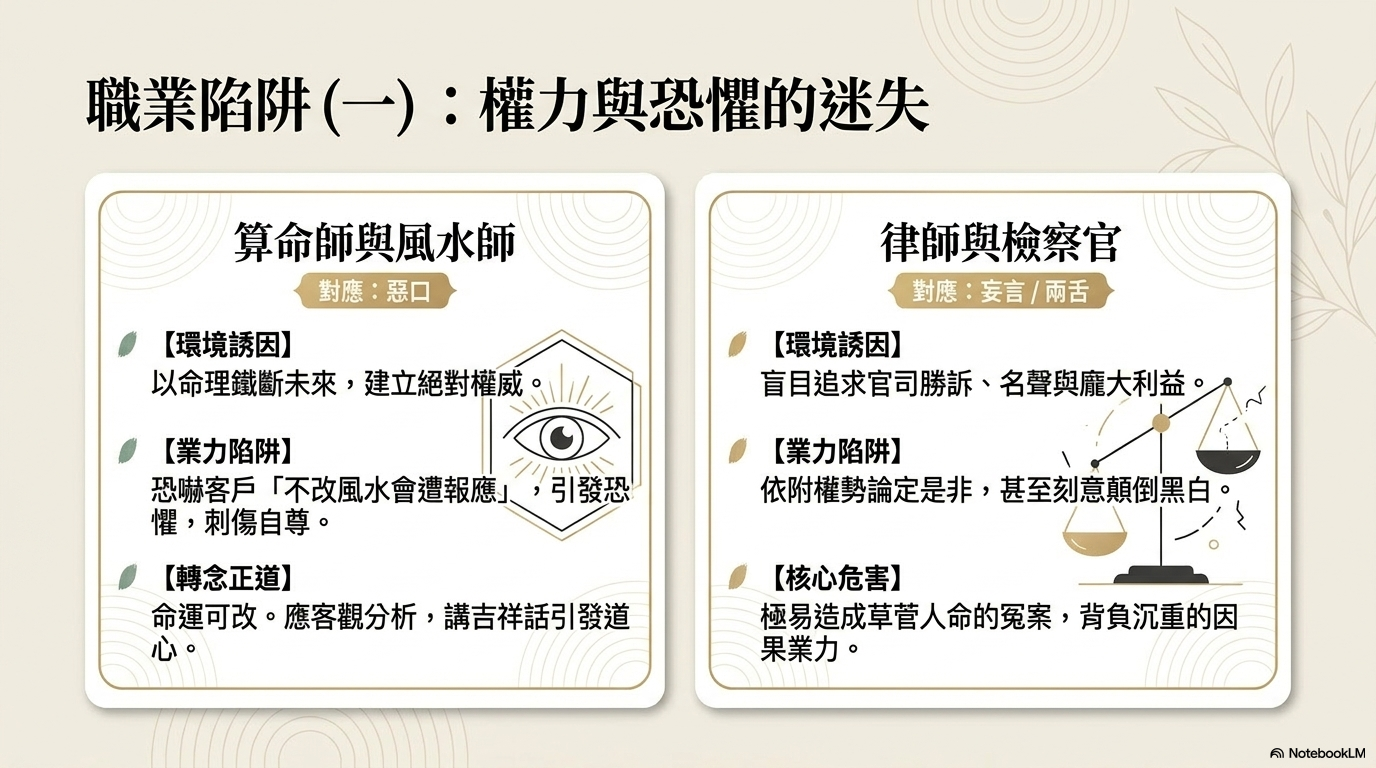 職業陷阱(一)：權力與恐懼的迷失
算命師與風水師
對應：惡口
【環境誘因】
以命理鐵斷未來，建立絕對權威。
【業力陷阱】
恐嚇客戶「不改風水會遭報應」，引發恐
懼，刺傷自尊。
【轉念正道】
命運可改。應客觀分析，講吉祥話引發道
心。
律師與檢察官
對應：妄言 / 兩舌
【環境誘因】
盲目追求官司勝訴、名聲與龐大利益。
【業力陷阱】
依附權勢論定是非，甚至刻意顛倒黑白。
【核心危害】
極易造成草菅人命的冤案，背負沉重的因
果業力。
NotebookLM